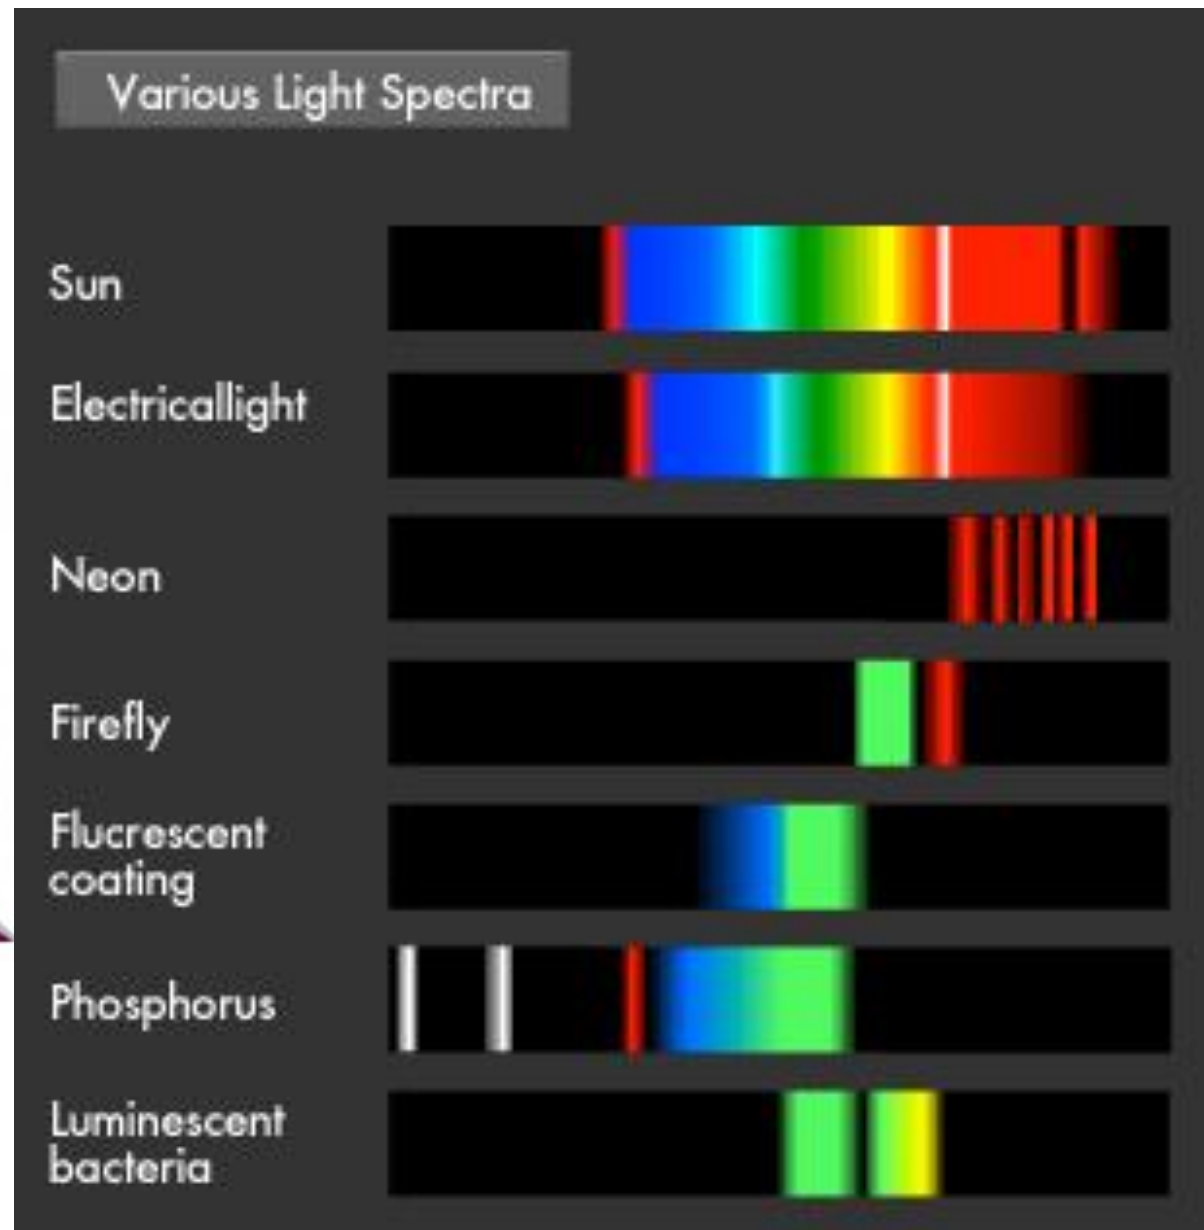 Various Light Spectra
Sun
Electricallight
Neon
Firefly
Flucrescent
coating
Phosphorus
Luminescent
bacteria